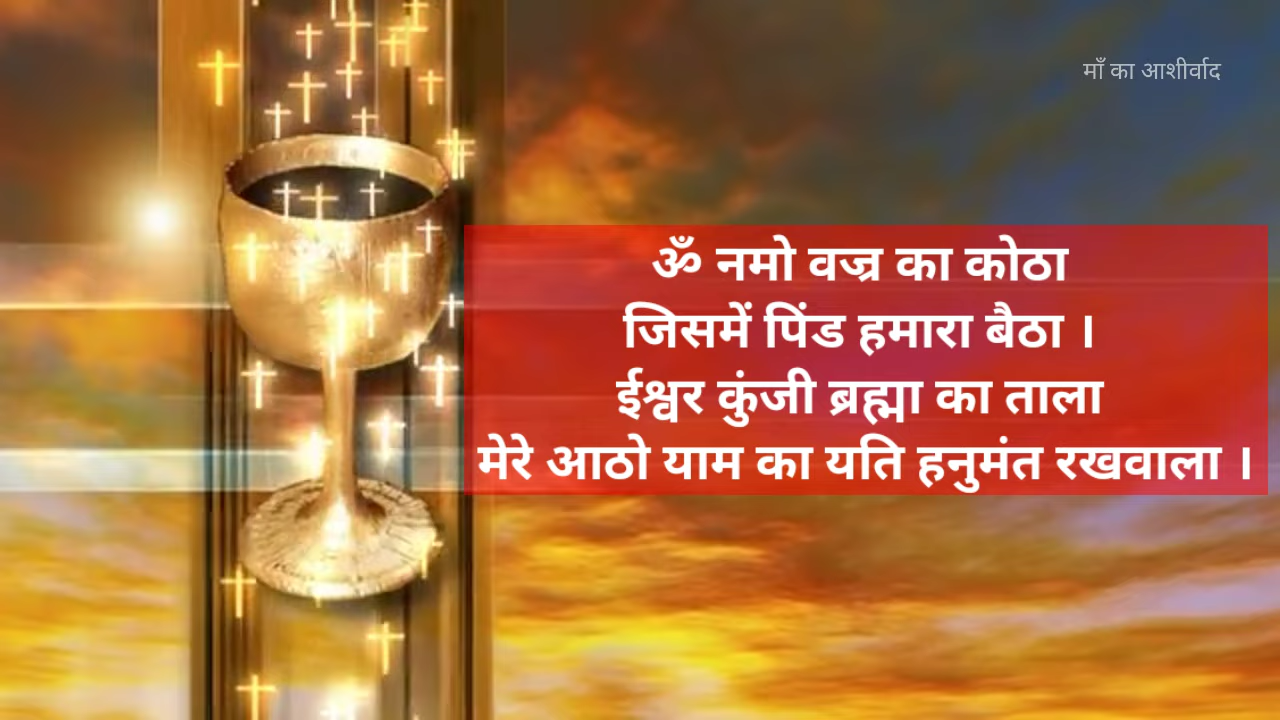 माँ का आशीर्वाद
ॐ नमो वज्र का कोठा
जिसमें पिंड हमारा बैठा ।
ईश्वर कुंजी ब्रह्मा का ताला
मेरे आठो याम का यति हनुमंत रखवाला ।